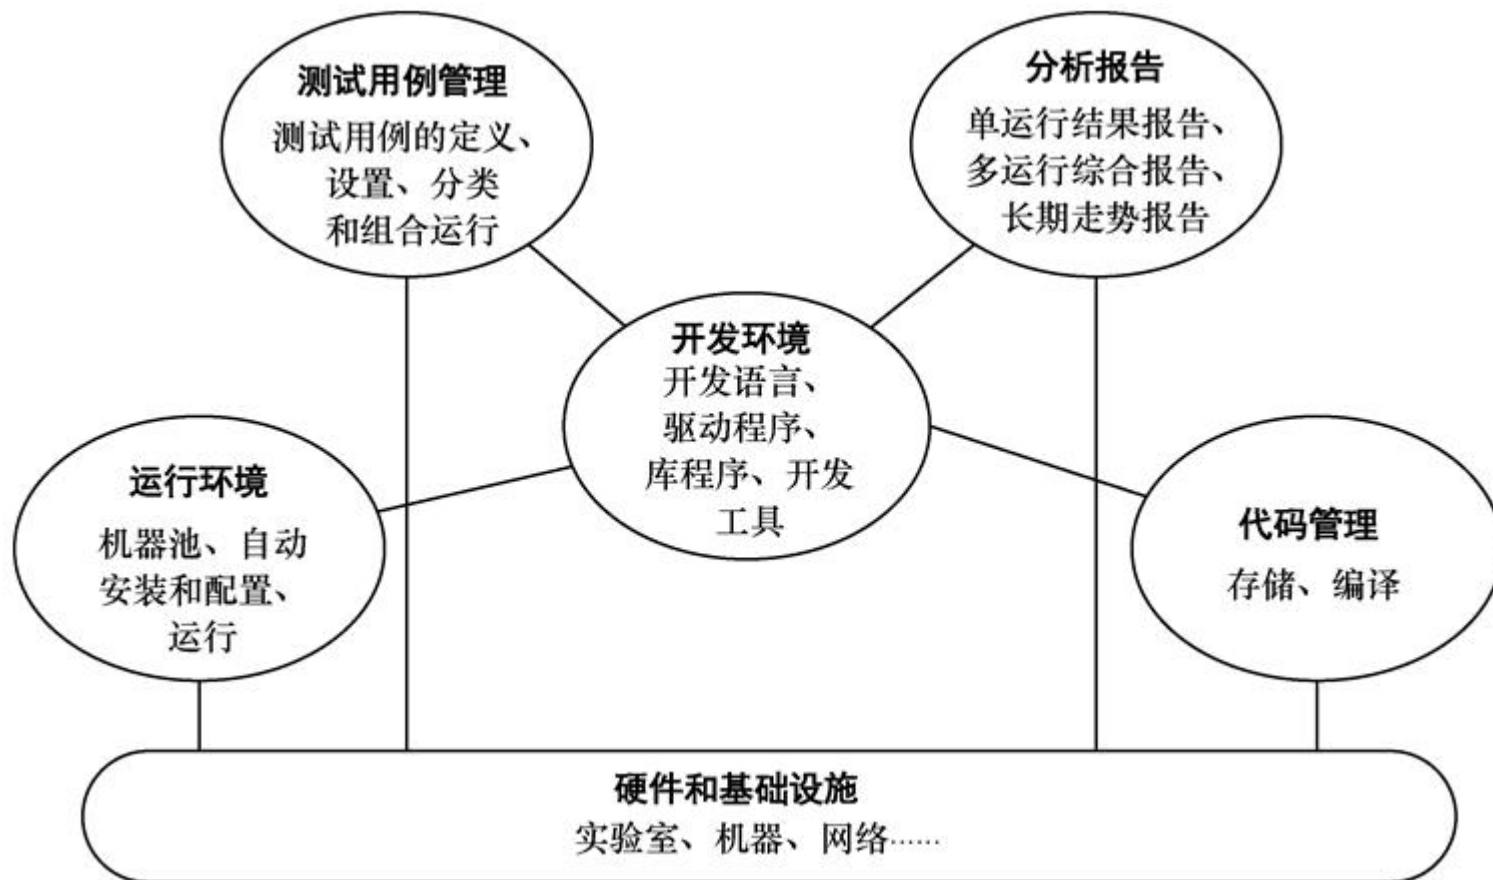 测试用例管理
测试用例的定义、
设置、分类
和组合运行
分析报告
单运行结果报告、
多运行综合报告、
长期走势报告
开发环境
开发语言、
驱动程序、
库程序、开发
工具
运行环境
机器池、自动
安装和配置、
运行
代码管理
存储、编译
硬件和基础设施
实验室、机器、网络……